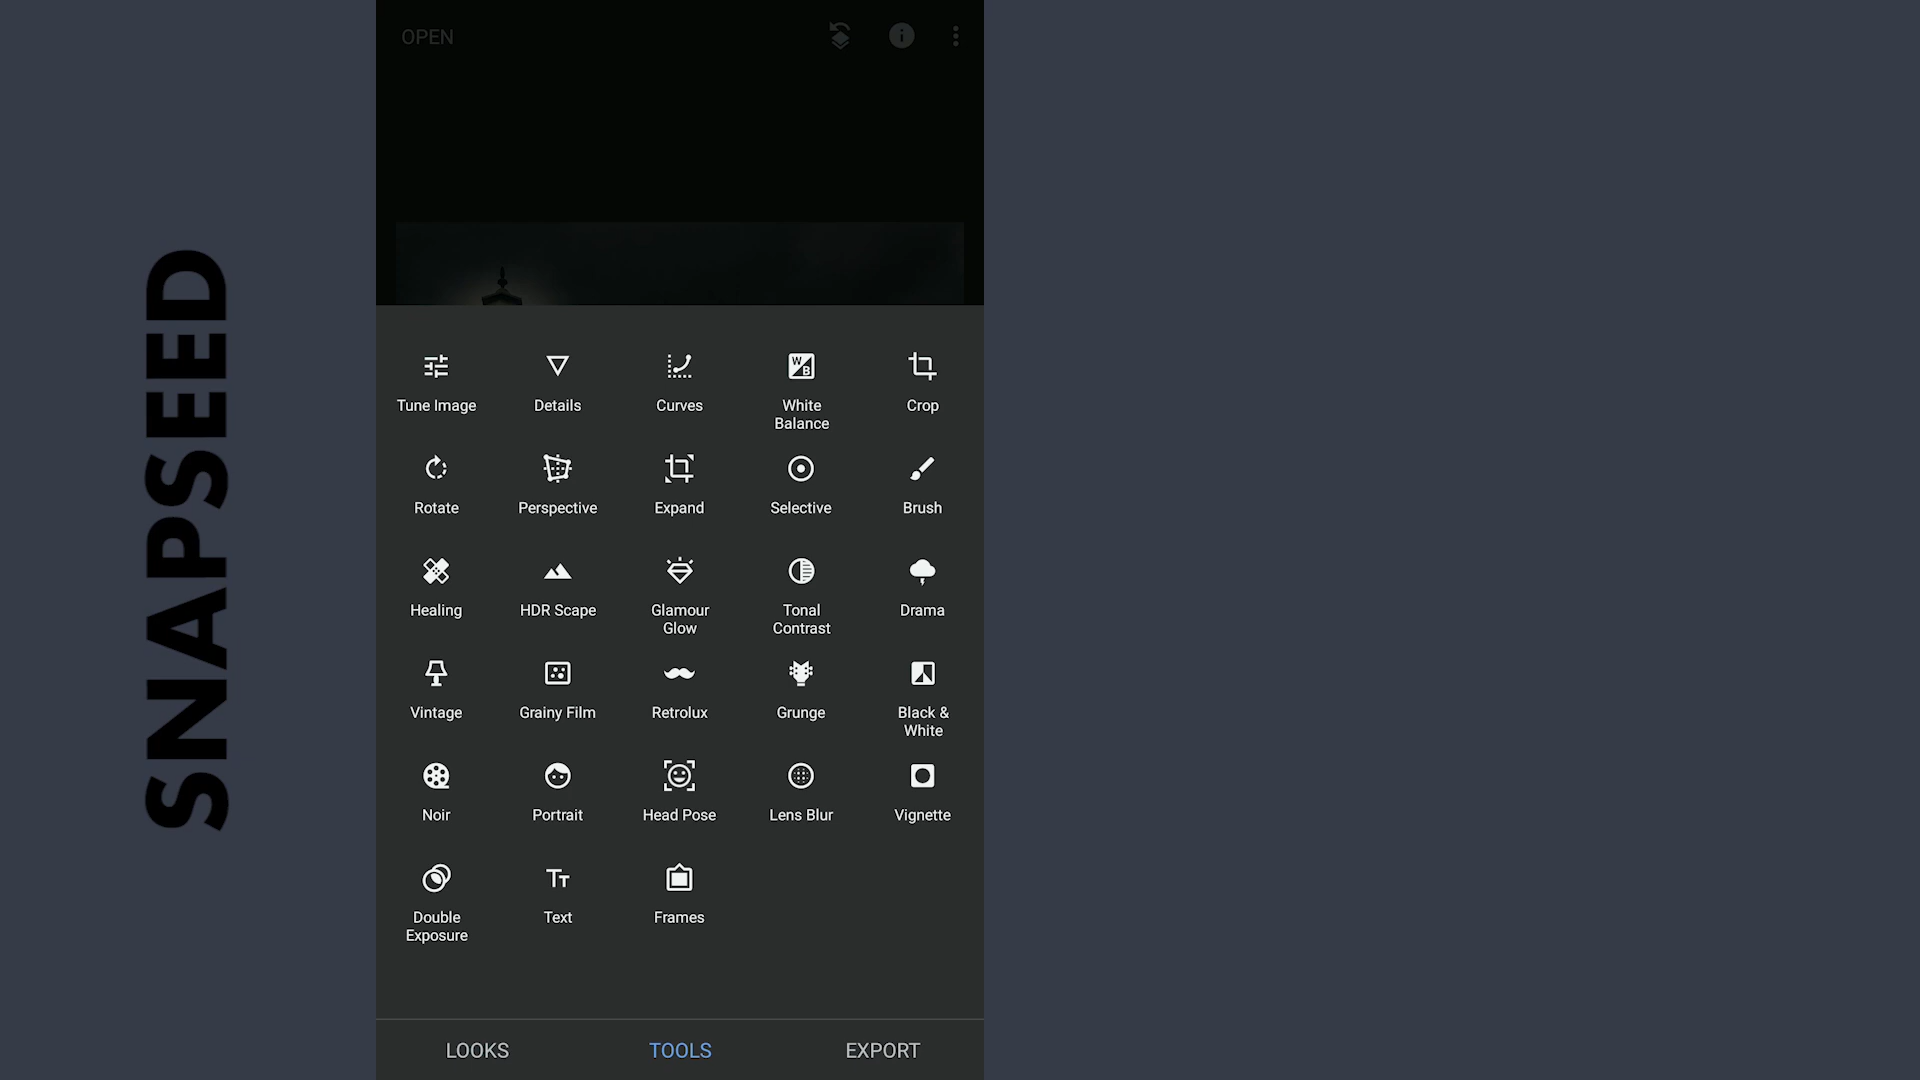 SNAPSEED
OPEN
Tune Image
Details
Curves
White
Balance
Crop
Rotate
Perspective
Expand
Selective
Brush
Healing
HDR Scape
Glamour
Glow
Tonal
Contrast
Drama
Vintage
Grainy Film
Retrolux
Grunge
Black &
White
Noir
Portrait
Head Pose
Lens Blur
Vignette
Double
Exposure
Text
Frames
LOOKS
TOOLS
EXPORT